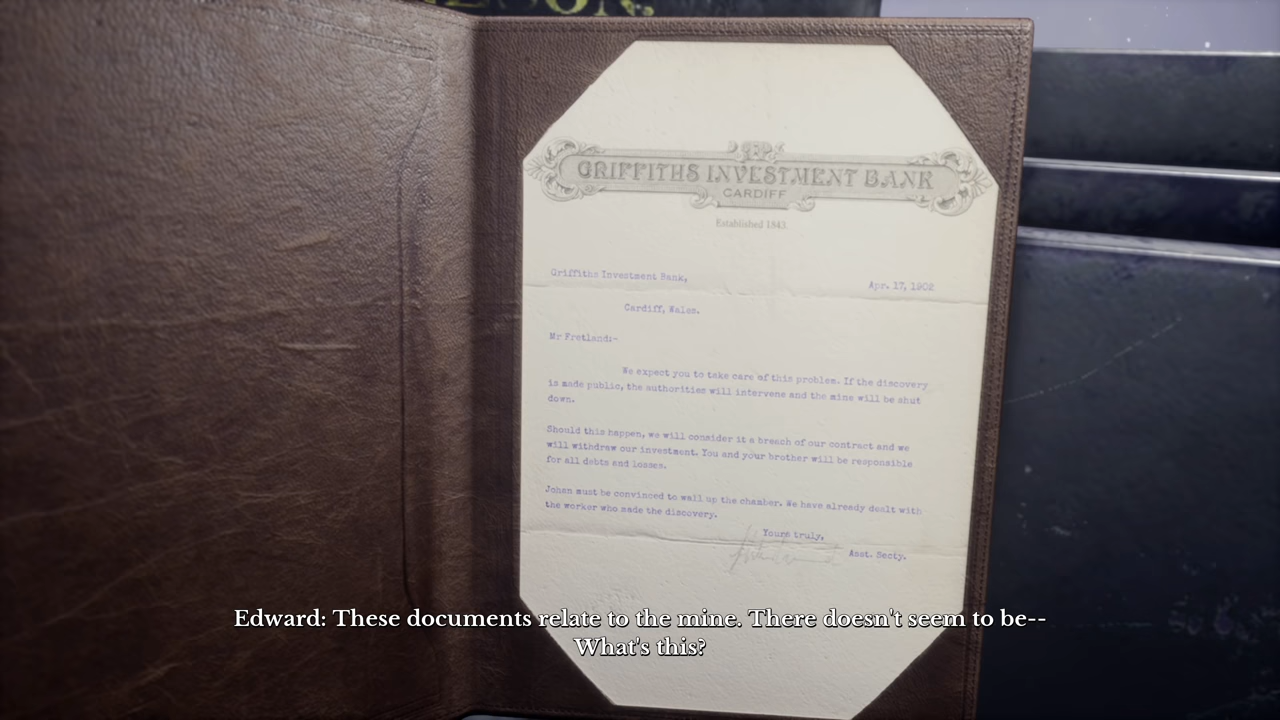 GRIFFITHS INVESTMENT BANK
CARDIFF
Established 1843.
Griffiths Investment Bank,
Apr. 17, 1902
Cardiff, Wales.
Mr Fretland:-
We expect you to take care of this problem. If the discovery
is made public, the authorities will intervene and the mine will be shut
down.
Should this happen, we will consider it a breach of our contract and we
will withdraw our investment. You and your brother will be responsible
for all debts and losses.
Johan must be convinced to wall up the chamber. We have already dealt with
the worker who made the discovery.
Yours truly,
Asst. Secty.
Edward: These documents relate to the mine. There doesn't seem to be--
What's this?